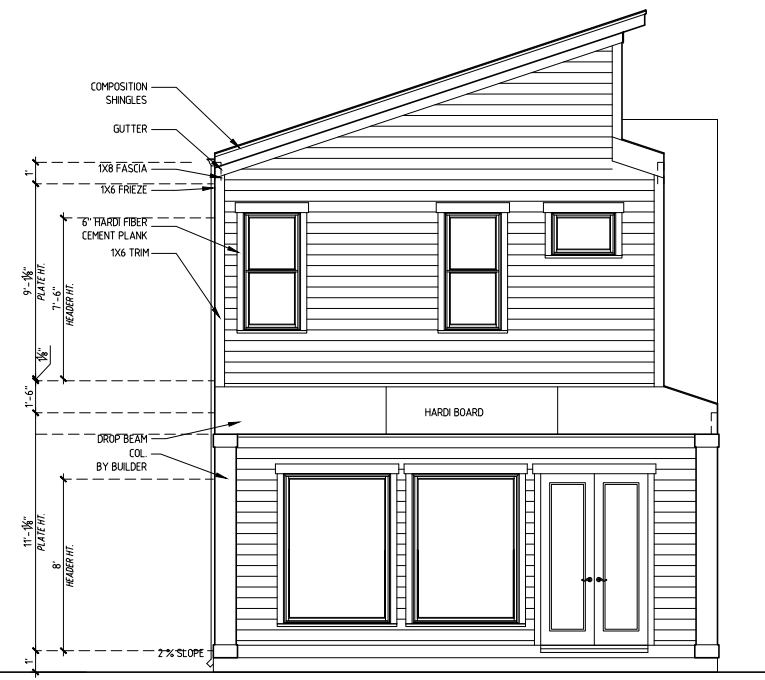 COMPOSITION
SHINGLES
GUTTER
1X8 FASCIA
1X6 FRIEZE
6" HARDI FIBER
CEMENT PLANK
1X6 TRIM
1'
9'-1⅛"
PLATE HT.
7'-6"
HEADER HT.
1⅛"
1'-6"
HARDI BOARD
DROP BEAM
COL.
BY BUILDER
11'-1⅛"
PLATE HT.
8'
HEADER HT.
2 % SLOPE
1'